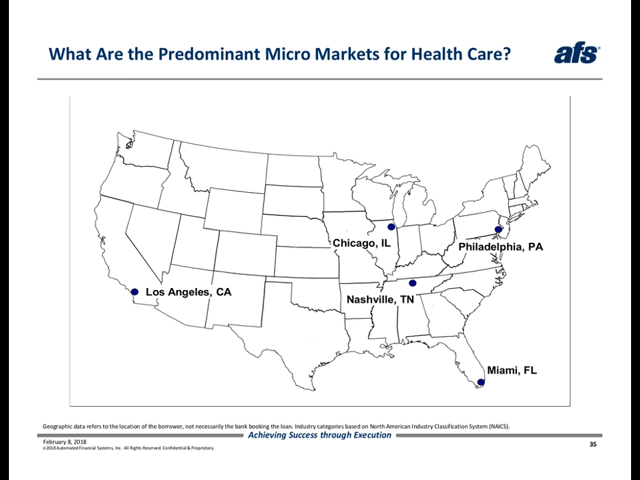 What Are the Predominant Micro Markets for Health Care?
afs®
Chicago, IL
Philadelphia, PA
Los Angeles, CA
Nashville, TN
Miami, FL
Geographic data refers to the location of the borrower, not necessarily the bank booking the loan. Industry categories based on North American Industry Classification System (NAICS).
Achieving Success through Execution
February 8, 2018
©2018 Automated Financial Systems, Inc. All Rights Reserved. Confidential & Proprietary.
35